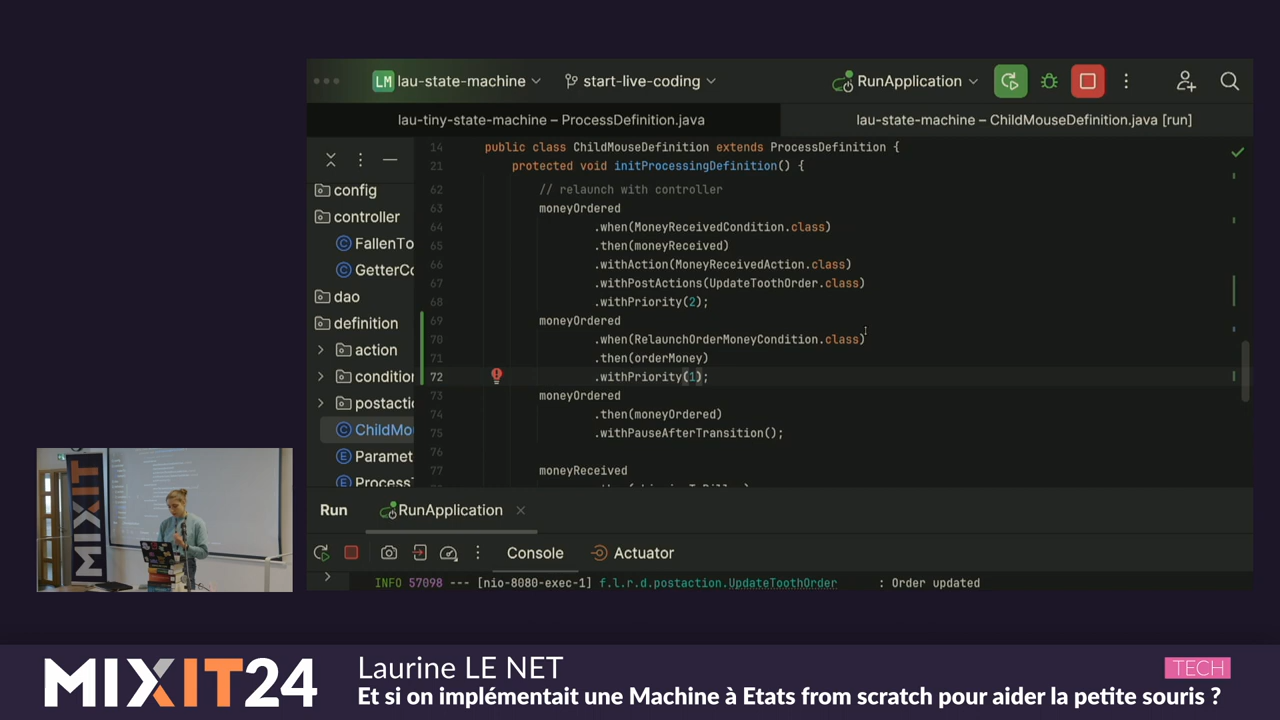 LM lau-state-machine
start-live-coding
RunApplication
lau-tiny-state-machine – ProcessDefinition.java
lau-state-machine – ChildMouseDefinition.java [run]
config
controller
FallenTo
GetterCo
dao
definition
action
condition
postactio
ChildMo
Paramet
ProcessT
14 public class ChildMouseDefinition extends ProcessDefinition {
21 protected void initProcessingDefinition() {
62 // relaunch with controller
63 moneyOrdered
64 .when(MoneyReceivedCondition.class)
65 .then(moneyReceived)
66 .withAction(MoneyReceivedAction.class)
67 .withPostActions(UpdateToothOrder.class)
68 .withPriority(2);
69 moneyOrdered
70 .when(RelaunchOrderMoneyCondition.class)
71 .then(orderMoney)
72 .withPriority(1);
73 moneyOrdered
74 .then(moneyOrdered)
75 .withPauseAfterTransition();
76
77 moneyReceived
Run
RunApplication
Console
Actuator
INFO 57098 --- [nio-8080-exec-1] f.l.r.d.postaction.UpdateToothOrder : Order updated
MIXIT
MIXIT24
Laurine LE NET
TECH
Et si on implémentait une Machine à Etats from scratch pour aider la petite souris ?